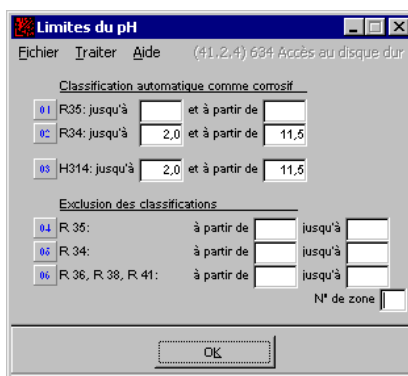 Limites du pH
Fichier Traiter Aide (41.2.4) 634 Accès au disque dur
Classification automatique comme corrosif
01 R35: jusqu'à et à partir de
02 R34: jusqu'à 2,0 et à partir de 11,5
03 H314: jusqu'à 2,0 et à partir de 11,5
Exclusion des classifications
04 R 35: à partir de jusqu'à
05 R 34: à partir de jusqu'à
06 R 36, R 38, R 41: à partir de jusqu'à
N° de zone
OK